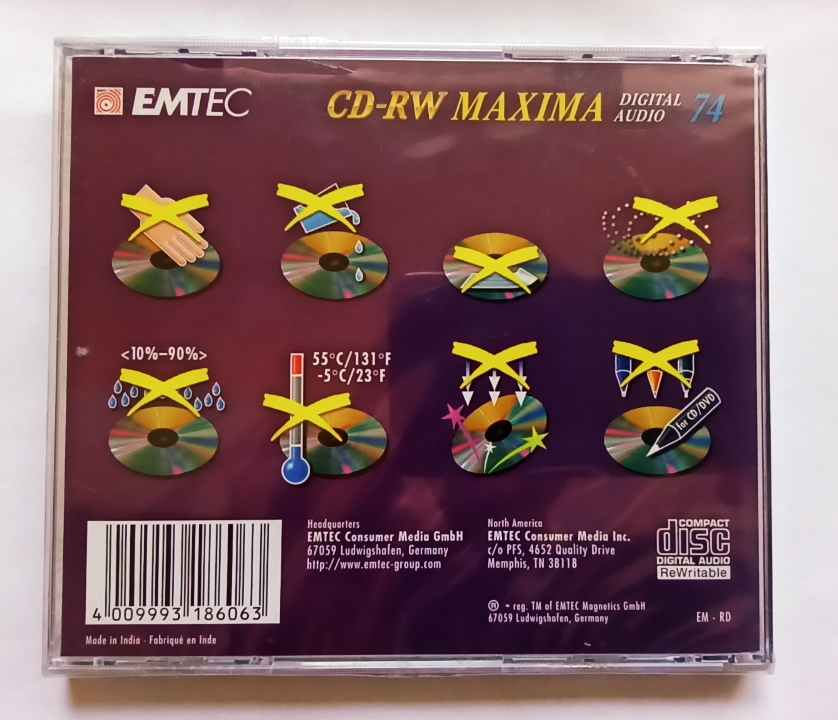 EMTEC
CD-RW MAXIMA DIGITAL AUDIO 74
<10%-90%>
55°C/131°F
-5°C/23°F
for CD/DVD
Headquarters
EMTEC Consumer Media GmbH
67059 Ludwigshafen, Germany
http://www.emtec-group.com
North America
EMTEC Consumer Media Inc.
c/o PFS, 4652 Quality Drive
Memphis, TN 38118
COMPACT
disc
DIGITAL AUDIO
ReWritable
4 009993 186063
® = reg. TM of EMTEC Magnetics GmbH
67059 Ludwigshafen, Germany
EM - RD
Made in India - Fabriqué en Inde